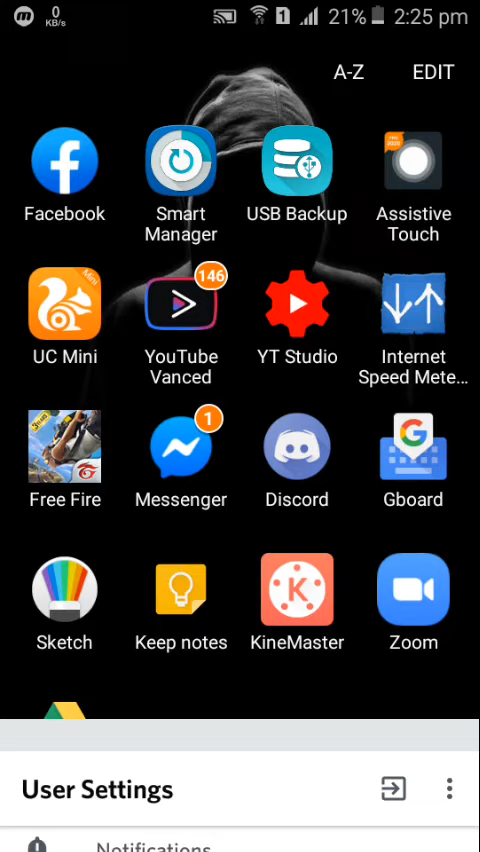 0
KB/s
1
21%
2:25 pm
A-Z
EDIT
Facebook
Smart
Manager
USB Backup
Assistive
Touch
Mini
UC Mini
146
YouTube
Vanced
YT Studio
Internet
Speed Mete...
Free Fire
1
Messenger
Discord
G
Gboard
Sketch
Keep notes
K
KineMaster
Zoom
User Settings
Notifications